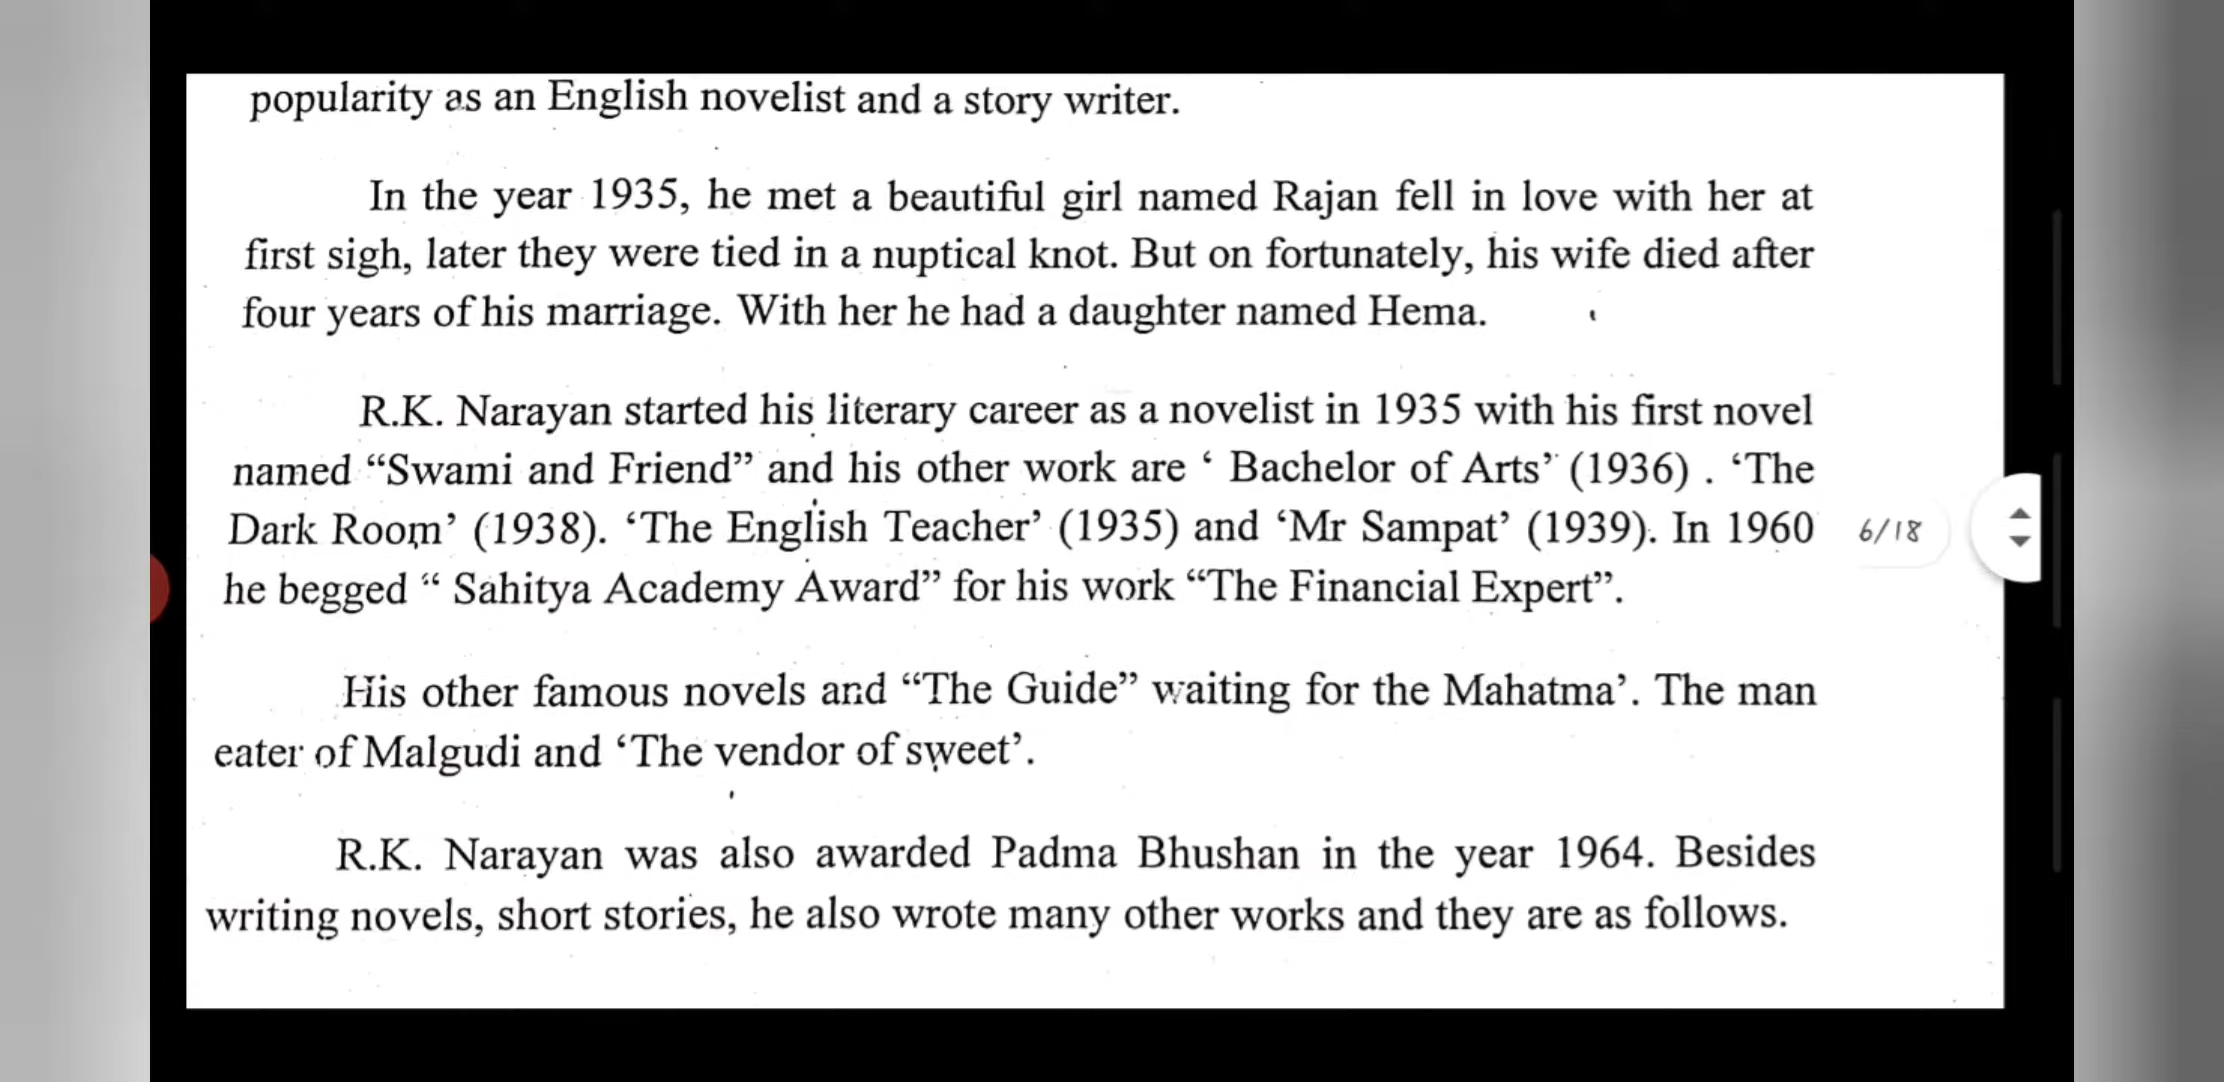 popularity as an English novelist and a story writer.
In the year 1935, he met a beautiful girl named Rajan fell in love with her at
first sigh, later they were tied in a nuptical knot. But on fortunately, his wife died after
four years of his marriage. With her he had a daughter named Hema.
R.K. Narayan started his literary career as a novelist in 1935 with his first novel
named “Swami and Friend” and his other work are ‘ Bachelor of Arts’ (1936) . ‘The
Dark Room’ (1938). ‘The English Teacher’ (1935) and ‘Mr Sampat’ (1939). In 1960
he begged “ Sahitya Academy Award” for his work “The Financial Expert”.
His other famous novels and “The Guide” waiting for the Mahatma’. The man
eater of Malgudi and ‘The vendor of sweet’.
R.K. Narayan was also awarded Padma Bhushan in the year 1964. Besides
writing novels, short stories, he also wrote many other works and they are as follows.
6/18